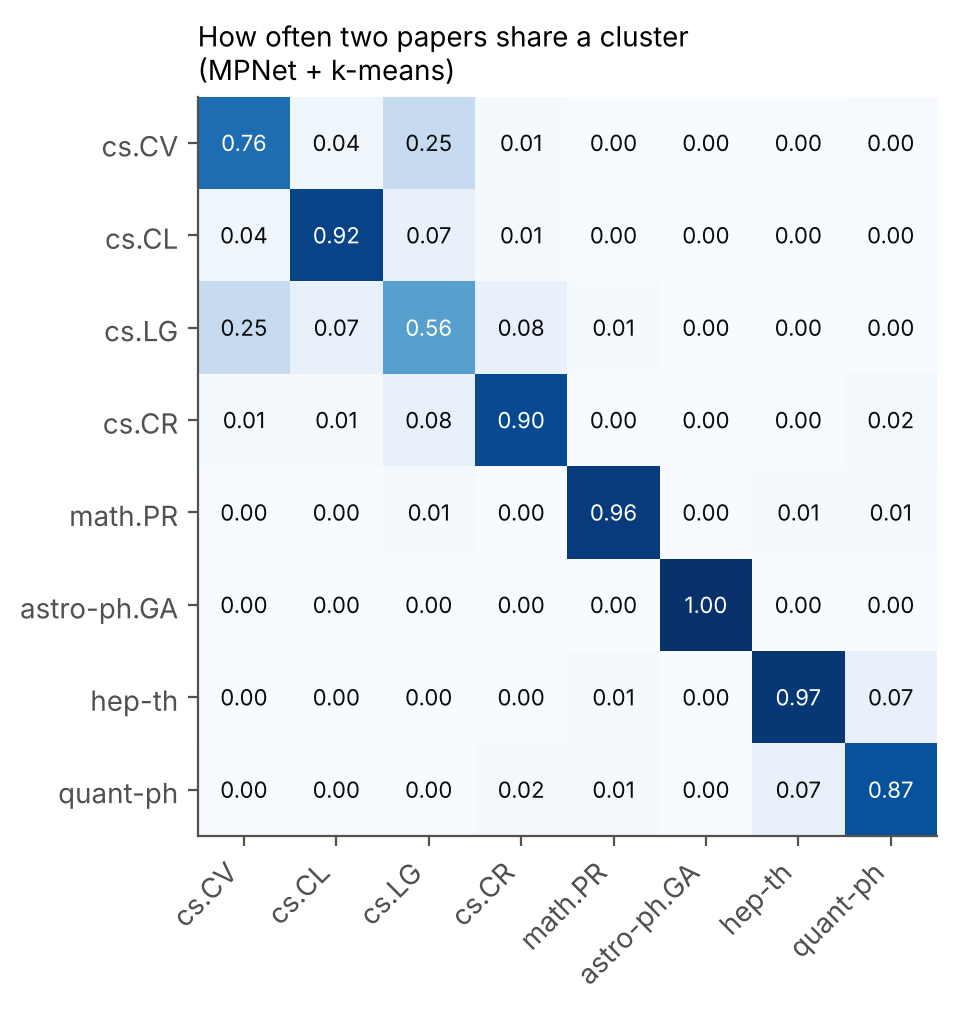 How often two papers share a cluster
(MPNet + k-means)
cs.CV 0.76 0.04 0.25 0.01 0.00 0.00 0.00 0.00
cs.CL 0.04 0.92 0.07 0.01 0.00 0.00 0.00 0.00
cs.LG 0.25 0.07 0.56 0.08 0.01 0.00 0.00 0.00
cs.CR 0.01 0.01 0.08 0.90 0.00 0.00 0.00 0.02
math.PR 0.00 0.00 0.01 0.00 0.96 0.00 0.01 0.01
astro-ph.GA 0.00 0.00 0.00 0.00 0.00 1.00 0.00 0.00
hep-th 0.00 0.00 0.00 0.00 0.01 0.00 0.97 0.07
quant-ph 0.00 0.00 0.00 0.02 0.01 0.00 0.07 0.87
cs.CV cs.CL cs.LG cs.CR math.PR astro-ph.GA hep-th quant-ph